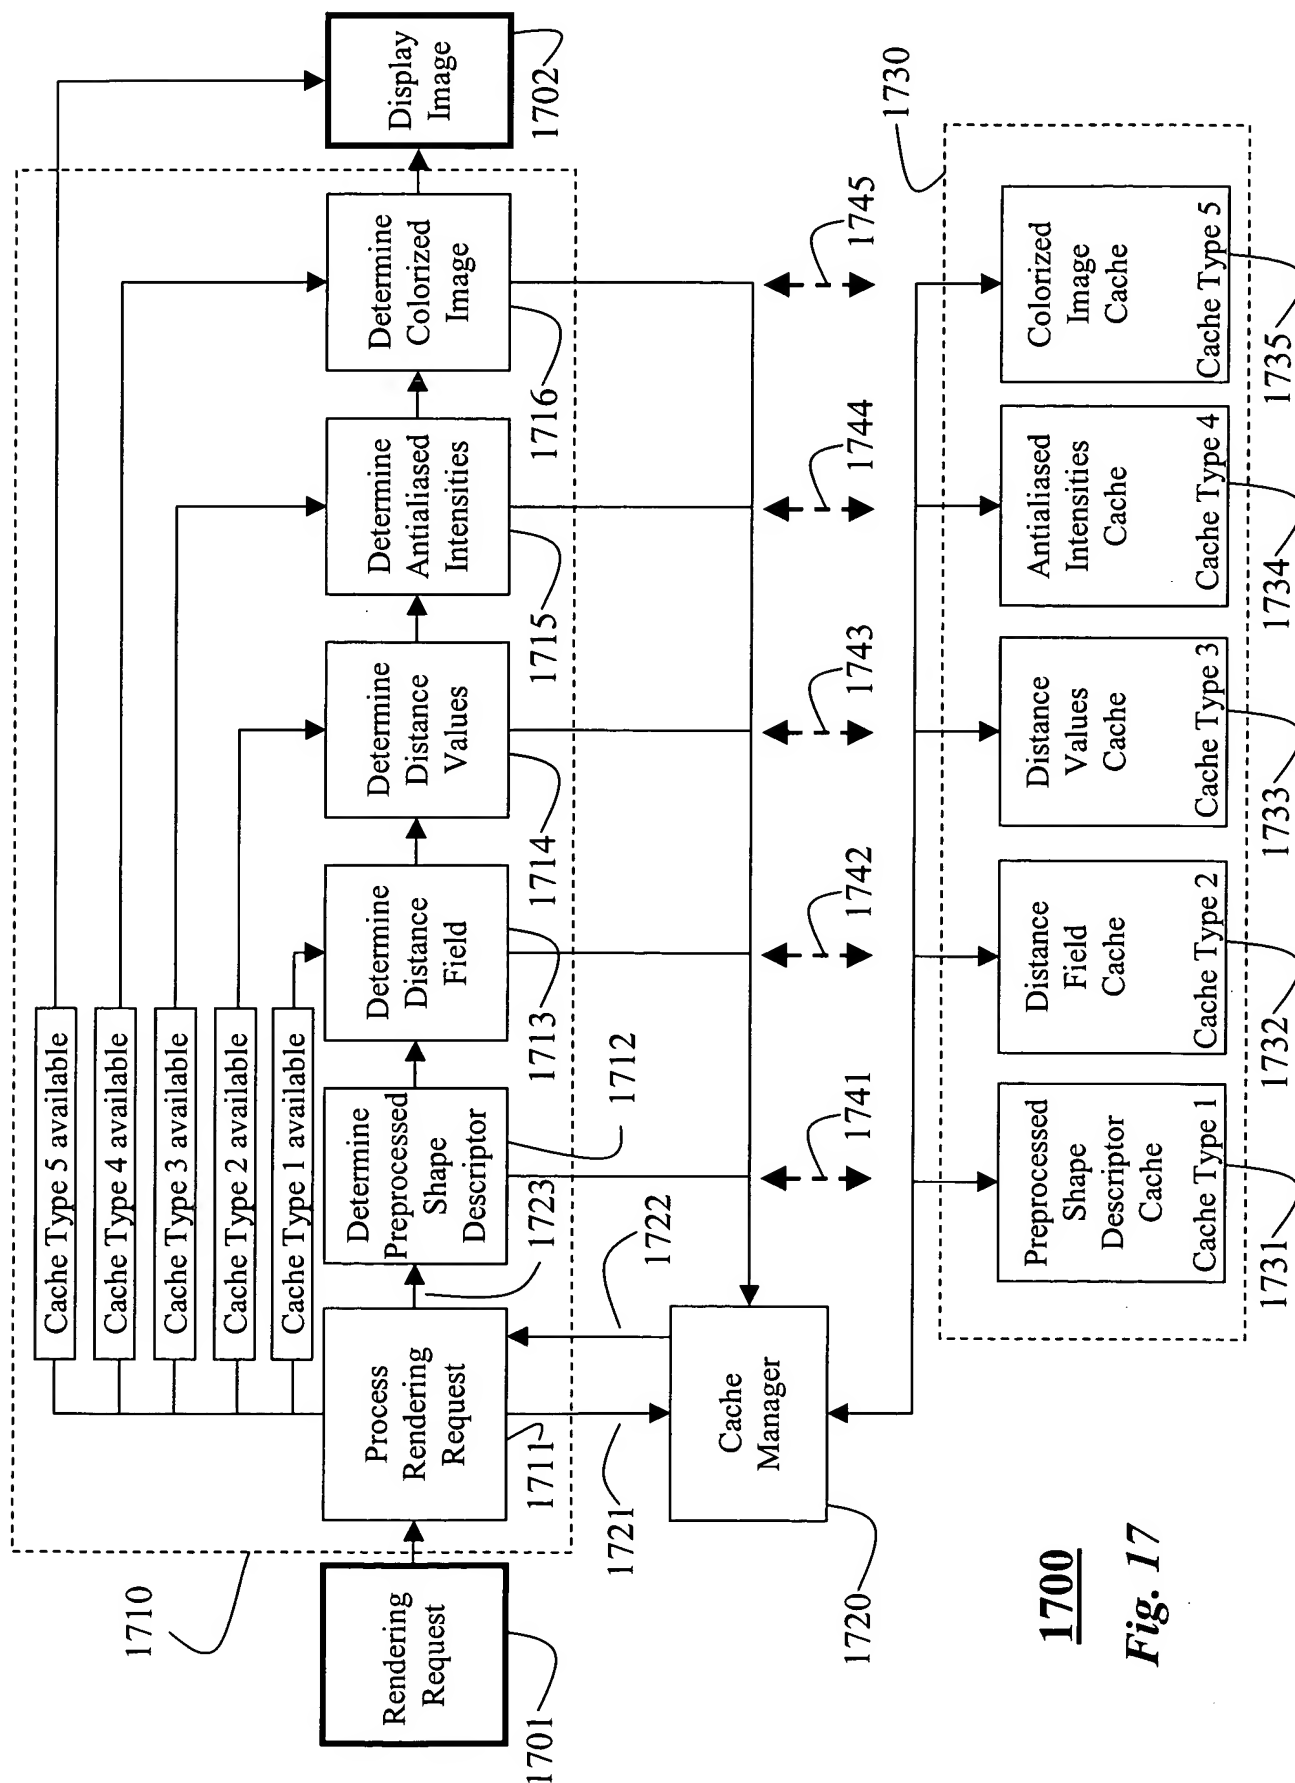 Cache Type 5 available
Cache Type 4 available
Cache Type 3 available
Cache Type 2 available
Cache Type 1 available
1710
Rendering
Request
1701
Process
Rendering
Request
1711
1723
Determine
Preprocessed
Shape
Descriptor
1712
Determine
Distance
Field
1713
Determine
Distance
Values
1714
Determine
Antialiased
Intensities
1715
Determine
Colorized
Image
1716
Display
Image
1702
1721
1722
Cache
Manager
1720
1741
1742
1743
1744
1745
1730
Preprocessed
Shape
Descriptor
Cache
Cache Type 1
1731
Distance
Field
Cache
Cache Type 2
1732
Distance
Values
Cache
Cache Type 3
1733
Antialiased
Intensities
Cache
Cache Type 4
1734
Colorized
Image
Cache
Cache Type 5
1735
1700
Fig. 17